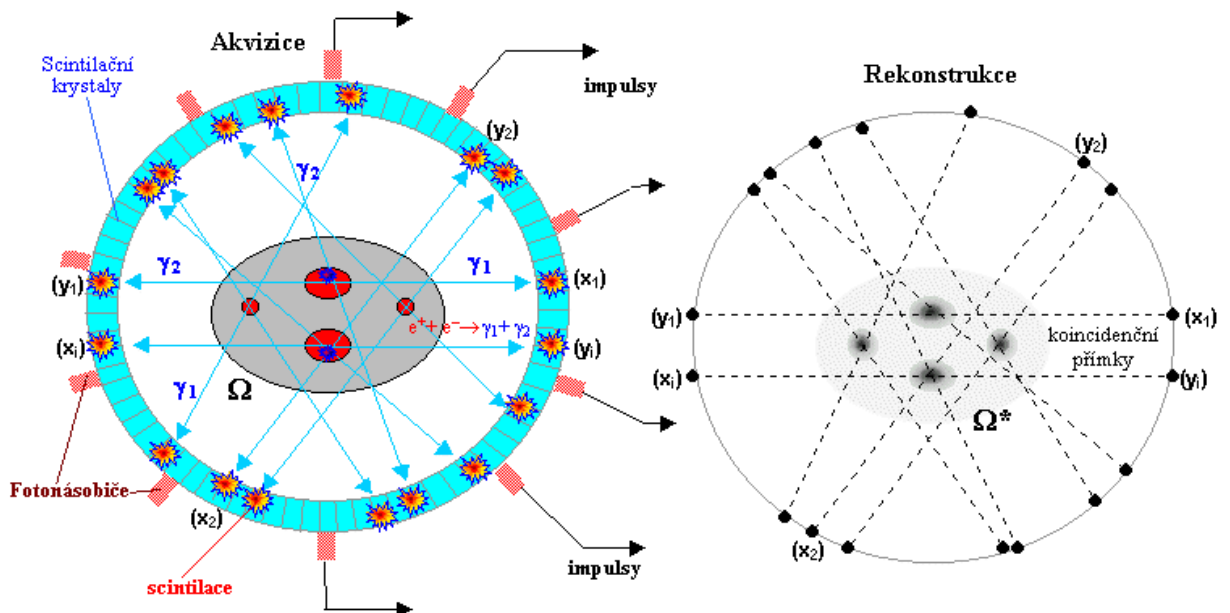 Akvizice
Scintilační
krystaly
impulsy
(y₂)
γ₂
γ₂
γ₁
(y₁)
(x₁)
e⁺+ e⁻→ γ₁+ γ₂
(xᵢ)
(yᵢ)
Ω
γ₁
Fotonásobiče
(x₂)
scintilace
impulsy
Rekonstrukce
(y₂)
(y₁)
(x₁)
koincidenční
přímky
(xᵢ)
(yᵢ)
Ω*
(x₂)